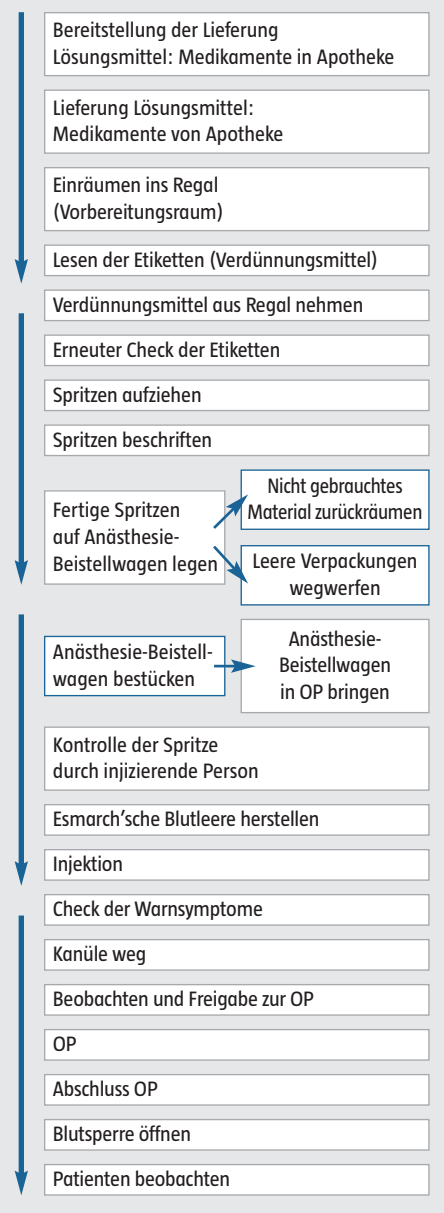 Bereitstellung der Lieferung
Lösungsmittel: Medikamente in Apotheke
Lieferung Lösungsmittel:
Medikamente von Apotheke
Einräumen ins Regal
(Vorbereitungsraum)
Lesen der Etiketten (Verdünnungsmittel)
Verdünnungsmittel aus Regal nehmen
Erneuter Check der Etiketten
Spritzen aufziehen
Spritzen beschriften
Fertige Spritzen
auf Anästhesie-
Beistellwagen legen
Nicht gebrauchtes
Material zurückräumen
Leere Verpackungen
wegwerfen
Anästhesie-Beistell-
wagen bestücken
Anästhesie-
Beistellwagen
in OP bringen
Kontrolle der Spritze
durch injizierende Person
Esmarch’sche Blutleere herstellen
Injektion
Check der Warnsymptome
Kanüle weg
Beobachten und Freigabe zur OP
OP
Abschluss OP
Blutsperre öffnen
Patienten beobachten